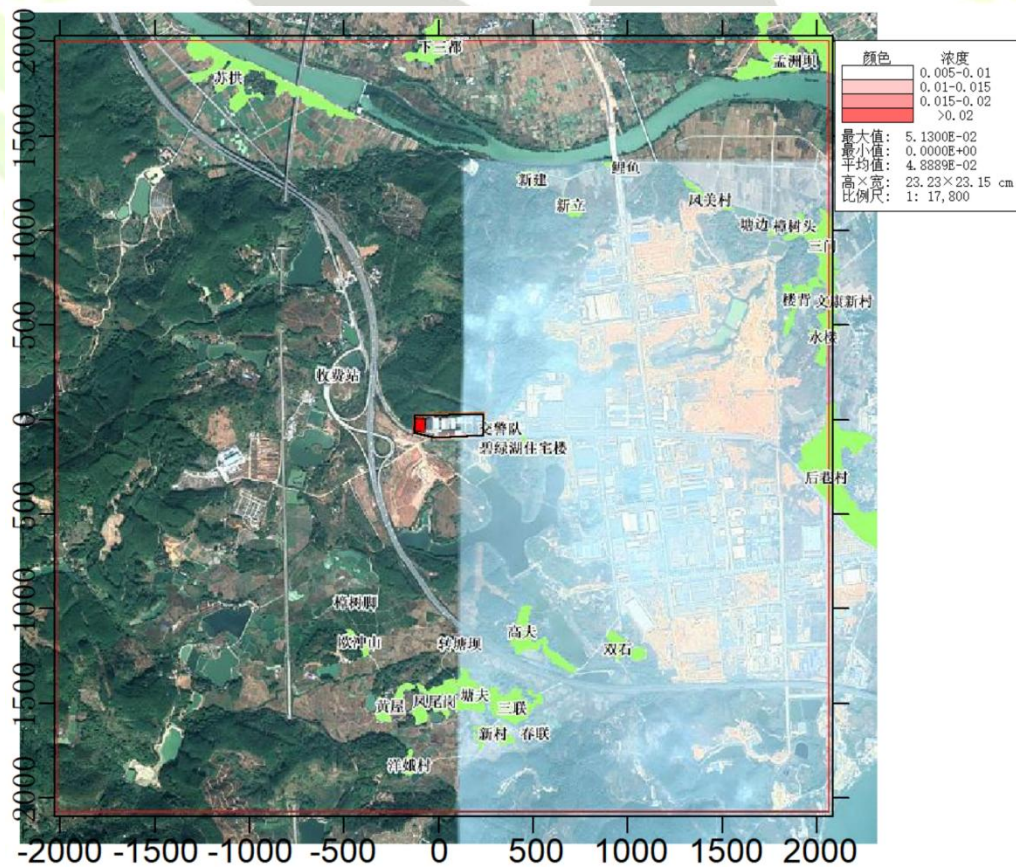 2000
下三都
苏拱
孟洲坝
颜色 浓度
0.005-0.01
0.01-0.015
0.015-0.02
>0.02
最大值: 5.1300E-02
最小值: 0.0000E+00
平均值: 4.8889E-02
高×宽: 23.23×23.15 cm
比例尺: 1: 17,800
1500
鲤鱼
新建
新立
凤美村
塘边 樟树头
1000
三门
楼背 文康新村
500
水楼
收费站
0
交警队
碧绿湖住宅楼
后巷村
500
1000
樟树脚
欧冲山
转塘坝
高夫
双石
1500
黄屋 凤尾岗 塘夫 三联
新村 春联
洋娥村
2000
-2000 -1500 -1000 -500 0 500 1000 1500 2000